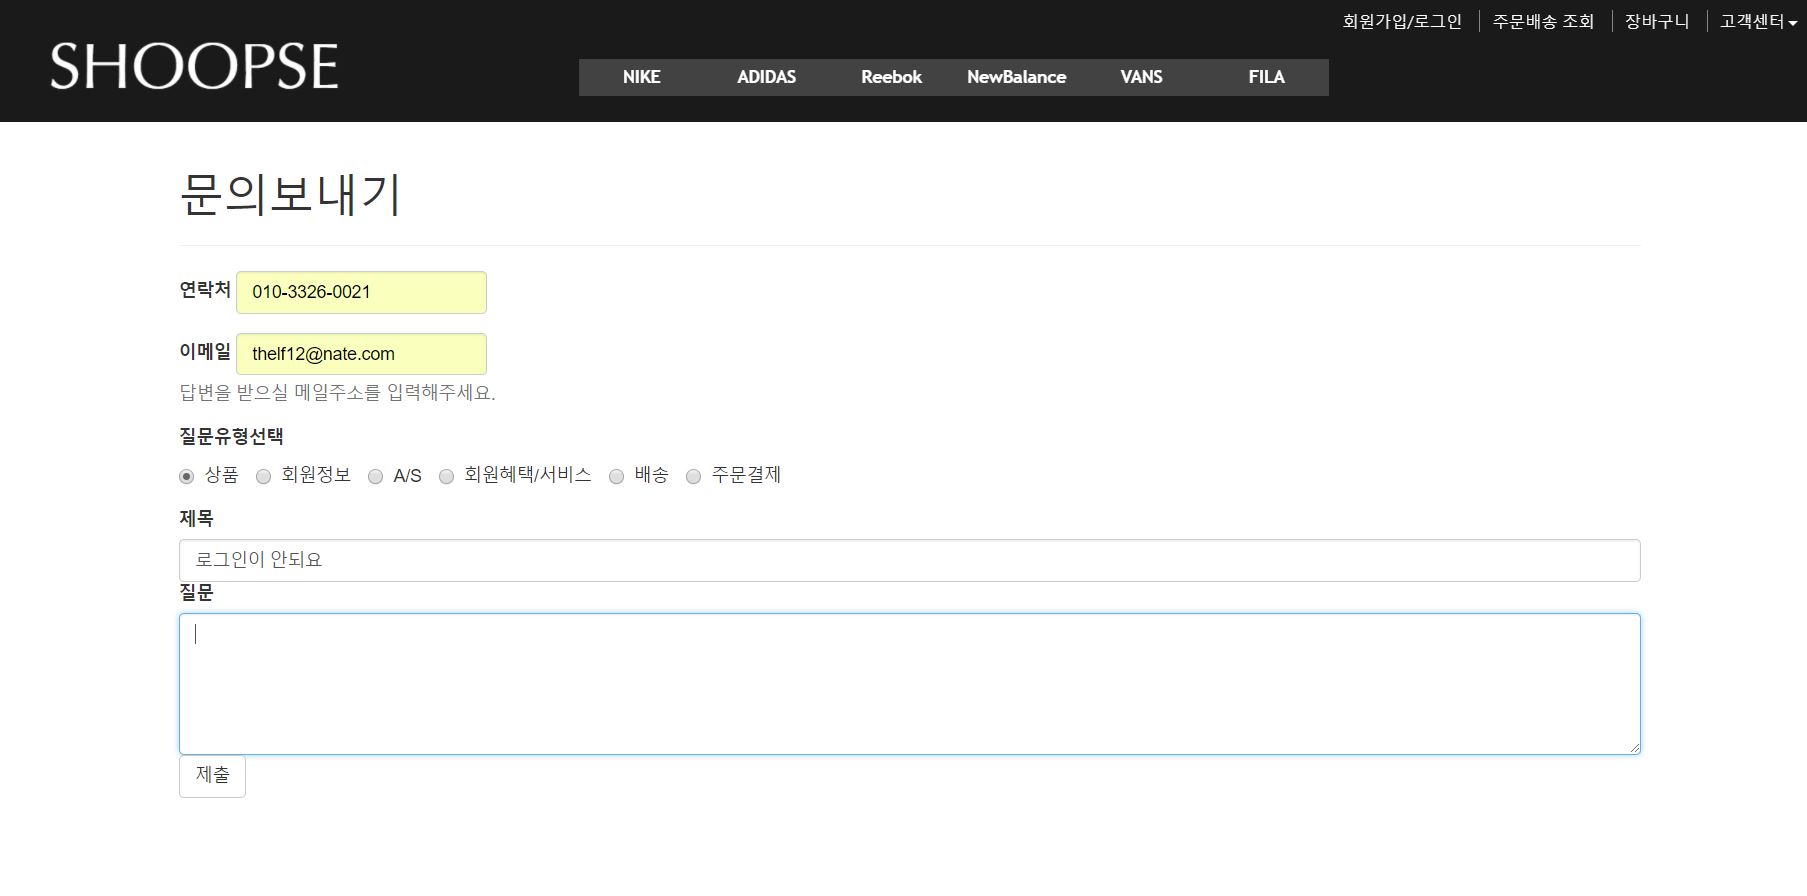 회원가입/로그인 주문배송 조회 장바구니 고객센터
SHOOPSE
NIKE ADIDAS Reebok NewBalance VANS FILA
문의보내기
연락처 010-3326-0021
이메일 thelf12@nate.com
답변을 받으실 메일주소를 입력해주세요.
질문유형선택
상품 회원정보 A/S 회원혜택/서비스 배송 주문결제
제목
로그인이 안되요
질문
제출